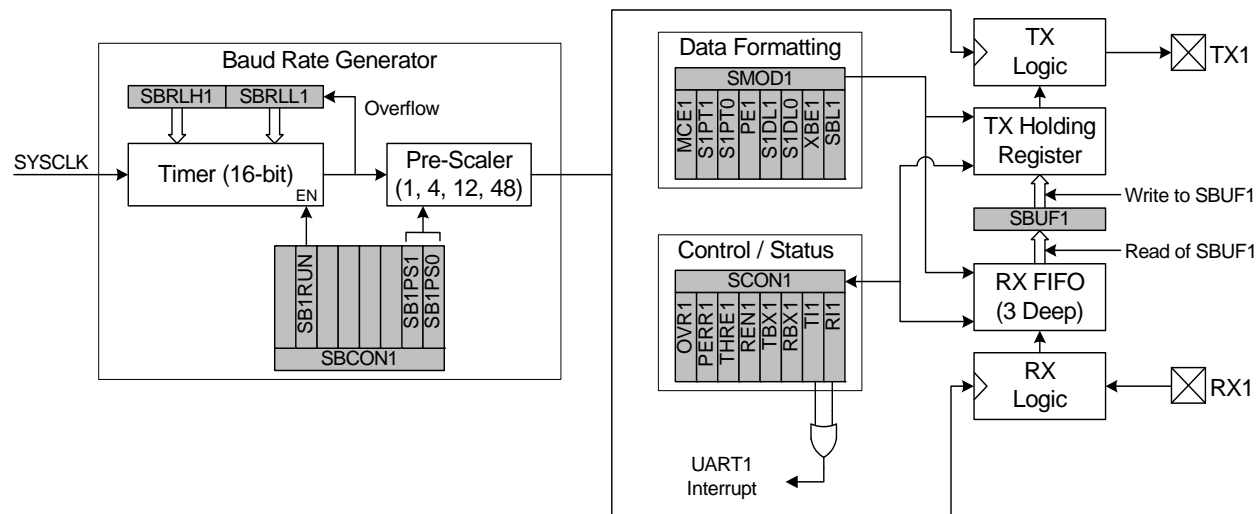 Baud Rate Generator
SBRLH1 SBRLL1
Overflow
SYSCLK
Timer (16-bit)
EN
Pre-Scaler
(1, 4, 12, 48)
SB1RUN
SB1PS1
SB1PS0
SBCON1
Data Formatting
SMOD1
MCE1
S1PT1
S1PT0
PE1
S1DL1
S1DL0
XBE1
SBL1
Control / Status
SCON1
OVR1
PERR1
THRE1
REN1
TBX1
RBX1
TI1
RI1
UART1
Interrupt
TX
Logic
TX1
TX Holding
Register
Write to SBUF1
SBUF1
Read of SBUF1
RX FIFO
(3 Deep)
RX
Logic
RX1